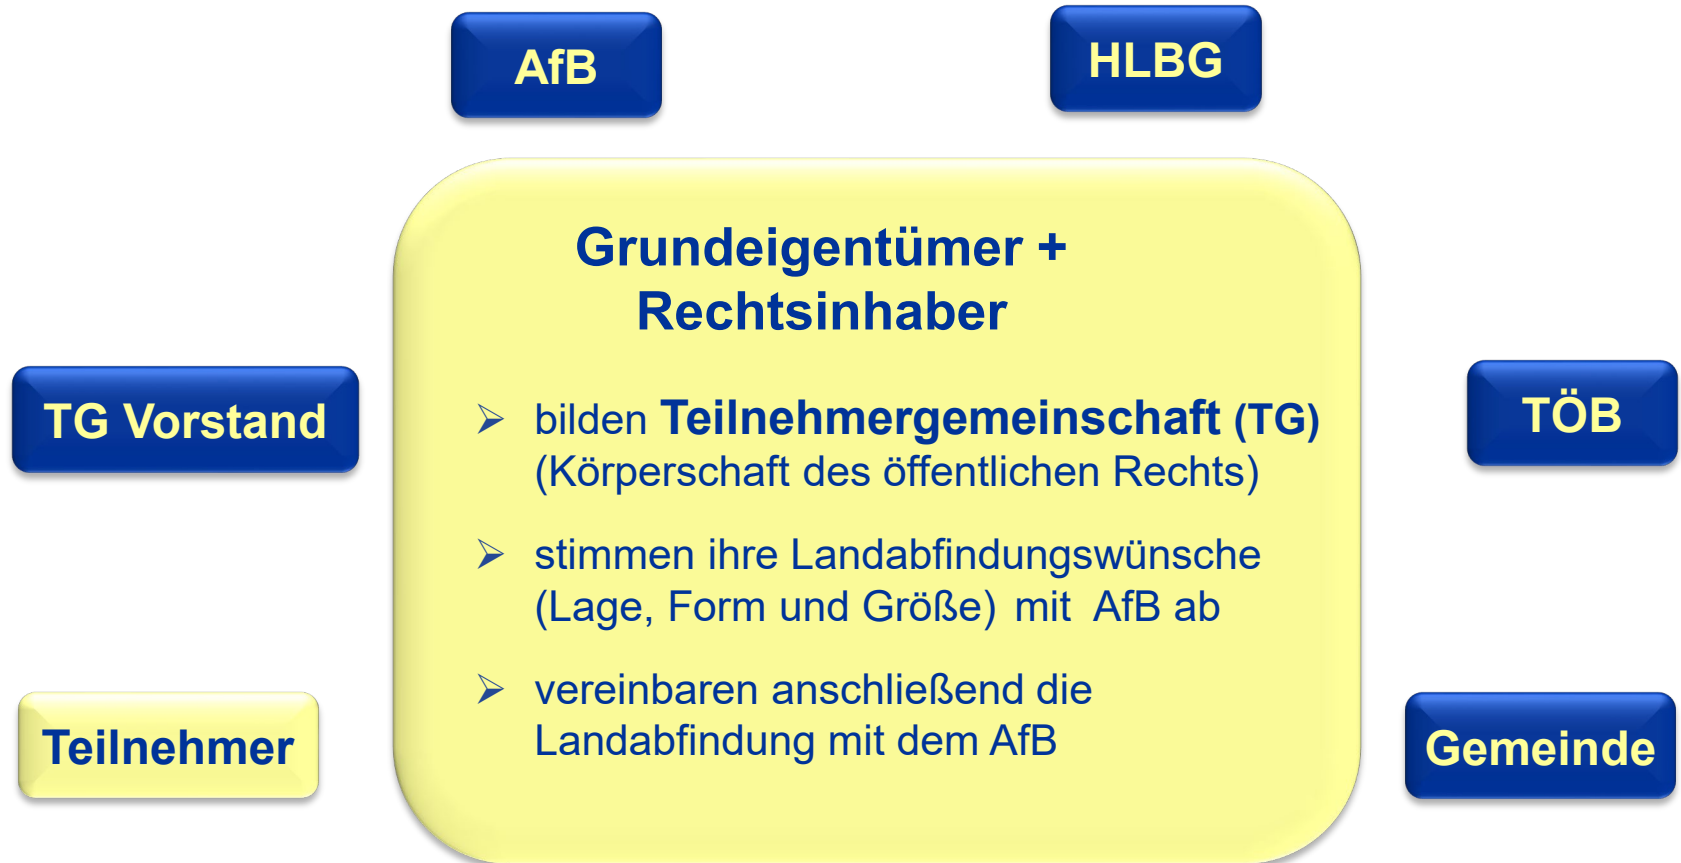 AfB
HLBG
Grundeigentümer +
Rechtsinhaber
➢ bilden Teilnehmergemeinschaft (TG)
(Körperschaft des öffentlichen Rechts)
➢ stimmen ihre Landabfindungswünsche
(Lage, Form und Größe) mit AfB ab
➢ vereinbaren anschließend die
Landabfindung mit dem AfB
TG Vorstand
TÖB
Teilnehmer
Gemeinde